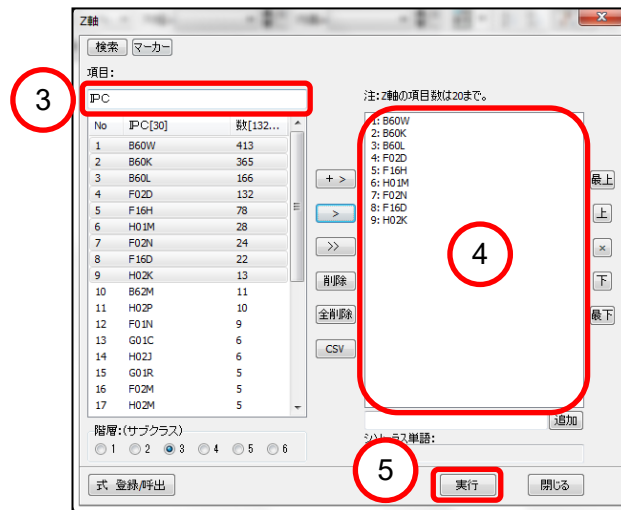 Z軸
検索 マーカー
項目:
3
IPC
注:Z軸の項目数は20まで。
No IPC[30] 数[132...
1 B60W 413
2 B60K 365
3 B60L 166
4 F02D 132
5 F16H 78
6 H01M 28
7 F02N 24
8 F16D 22
9 H02K 13
10 B62M 11
11 H02P 10
12 F01N 9
13 G01C 6
14 H02J 6
15 G01R 5
16 F02M 5
17 H02M 5
+ >
>
>>
削除
全削除
CSV
1: B60W
2: B60K
3: B60L
4: F02D
5: F16H
6: H01M
7: F02N
8: F16D
9: H02K
4
最上
上
×
下
最下
追加
階層:(サブクラス)
1 2 3 4 5 6
単語:
5
式 登録/呼出
実行
閉じる